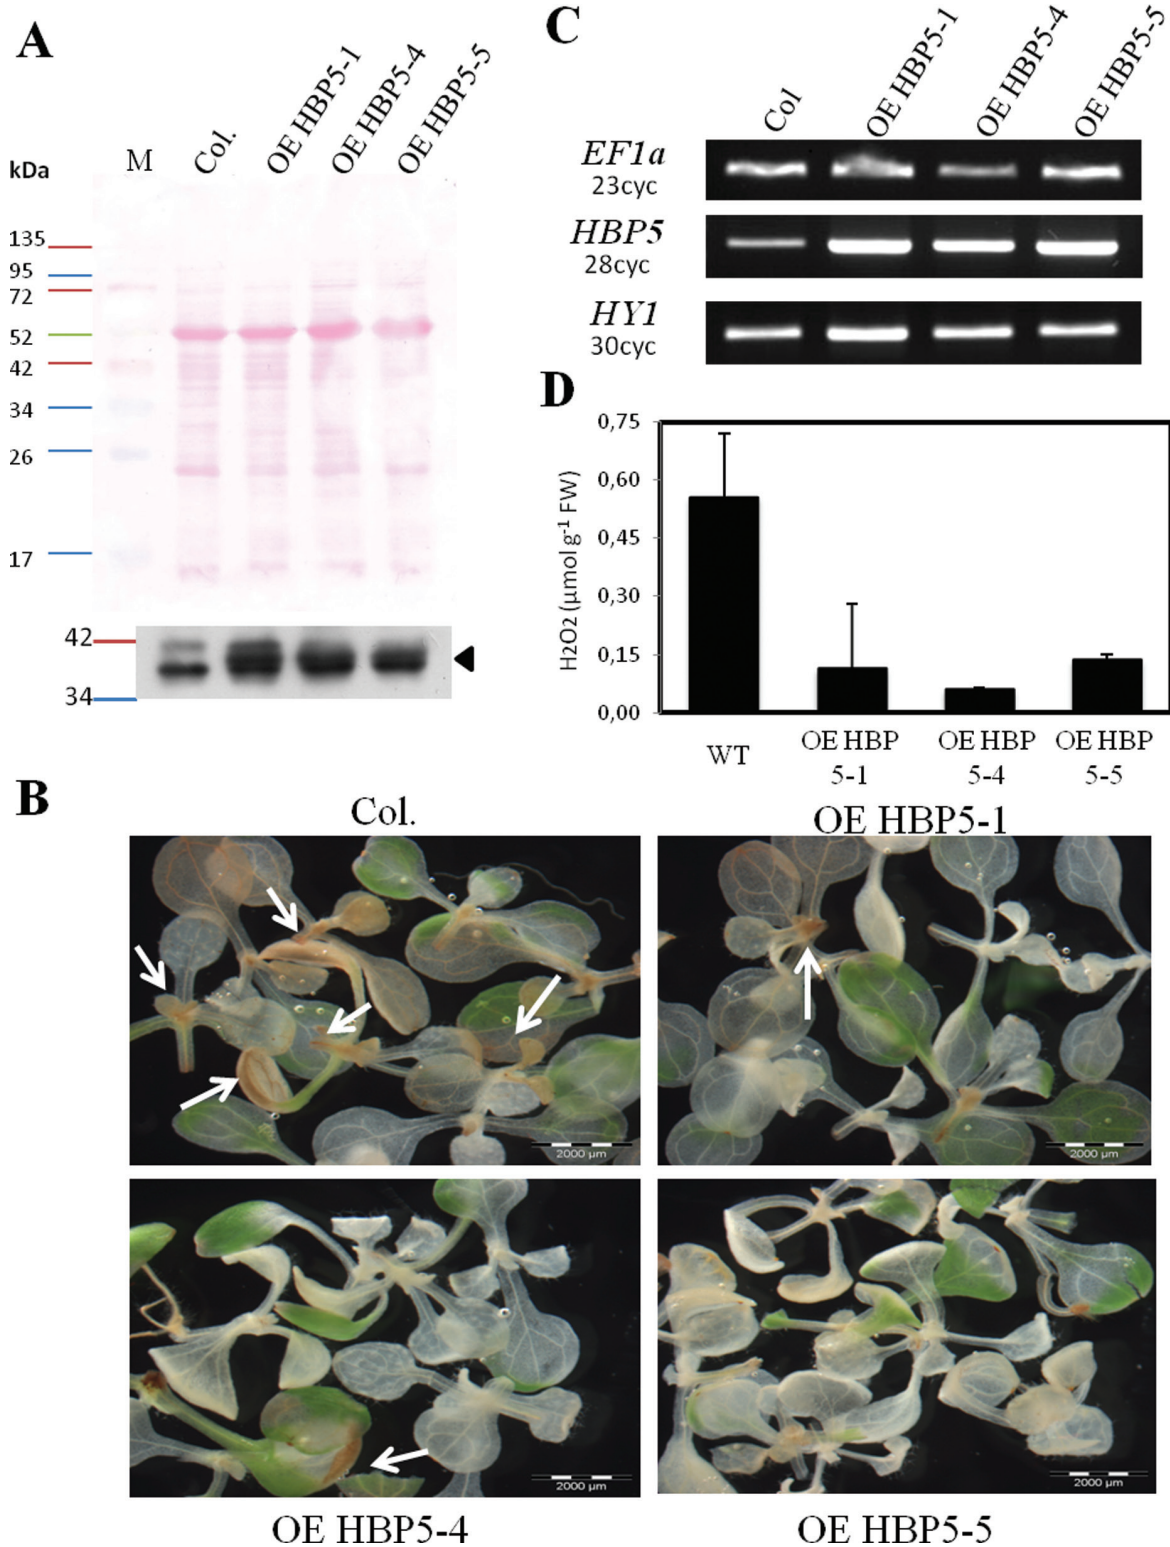 A
kDa
M
Col.
OE HBP5-1
OE HBP5-4
OE HBP5-5
135
95
72
52
42
34
26
17
42
34
C
Col
OE HBP5-1
OE HBP5-4
OE HBP5-5
EF1a
23cyc
HBP5
28cyc
HY1
30cyc
D
H2O2 (µmol g-1 FW)
0,75
0,60
0,45
0,30
0,15
0,00
WT
OE HBP
5-1
OE HBP
5-4
OE HBP
5-5
B
Col.
OE HBP5-1
2000 µm
2000 µm
2000 µm
2000 µm
OE HBP5-4
OE HBP5-5